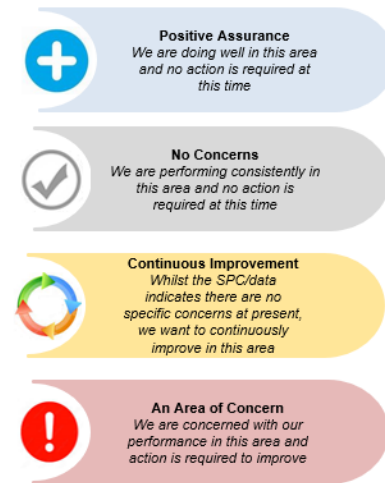 Positive Assurance
We are doing well in this area
and no action is required at
this time
No Concerns
We are performing consistently in
this area and no action is
required at this time
Continuous Improvement
Whilst the SPC/data
indicates there are no
specific concerns at present,
we want to continuously
improve in this area
An Area of Concern
We are concerned with our
performance in this area and
action is required to improve